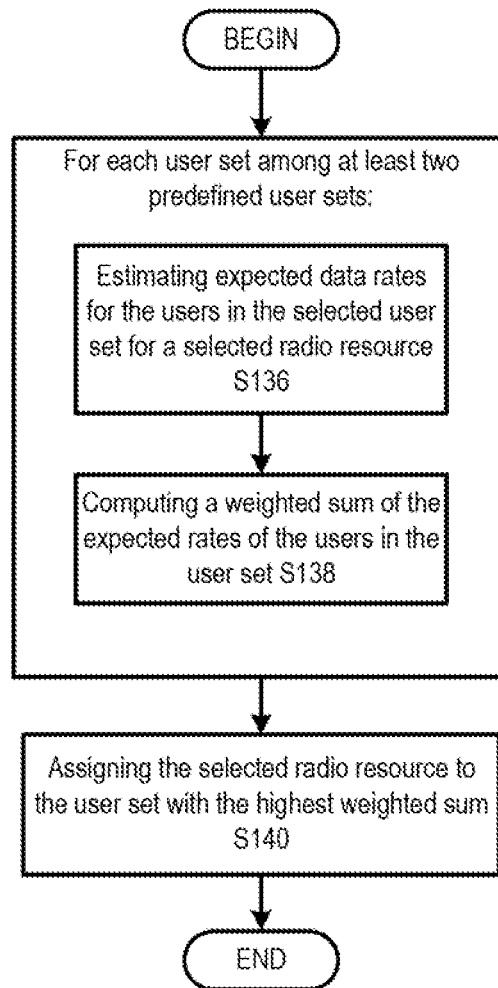 BEGIN
For each user set among at least two
predefined user sets:
Estimating expected data rates
for the users in the selected user
set for a selected radio resource
S136
Computing a weighted sum of the
expected rates of the users in the
user set S138
Assigning the selected radio resource to
the user set with the highest weighted sum
S140
END